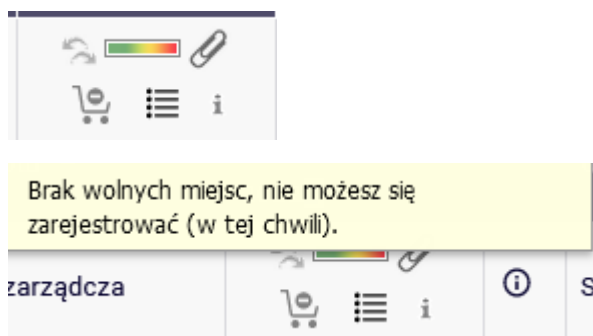 i
Brak wolnych miejsc, nie możesz się
zarejestrować (w tej chwili).
zarządcza
i
i
S